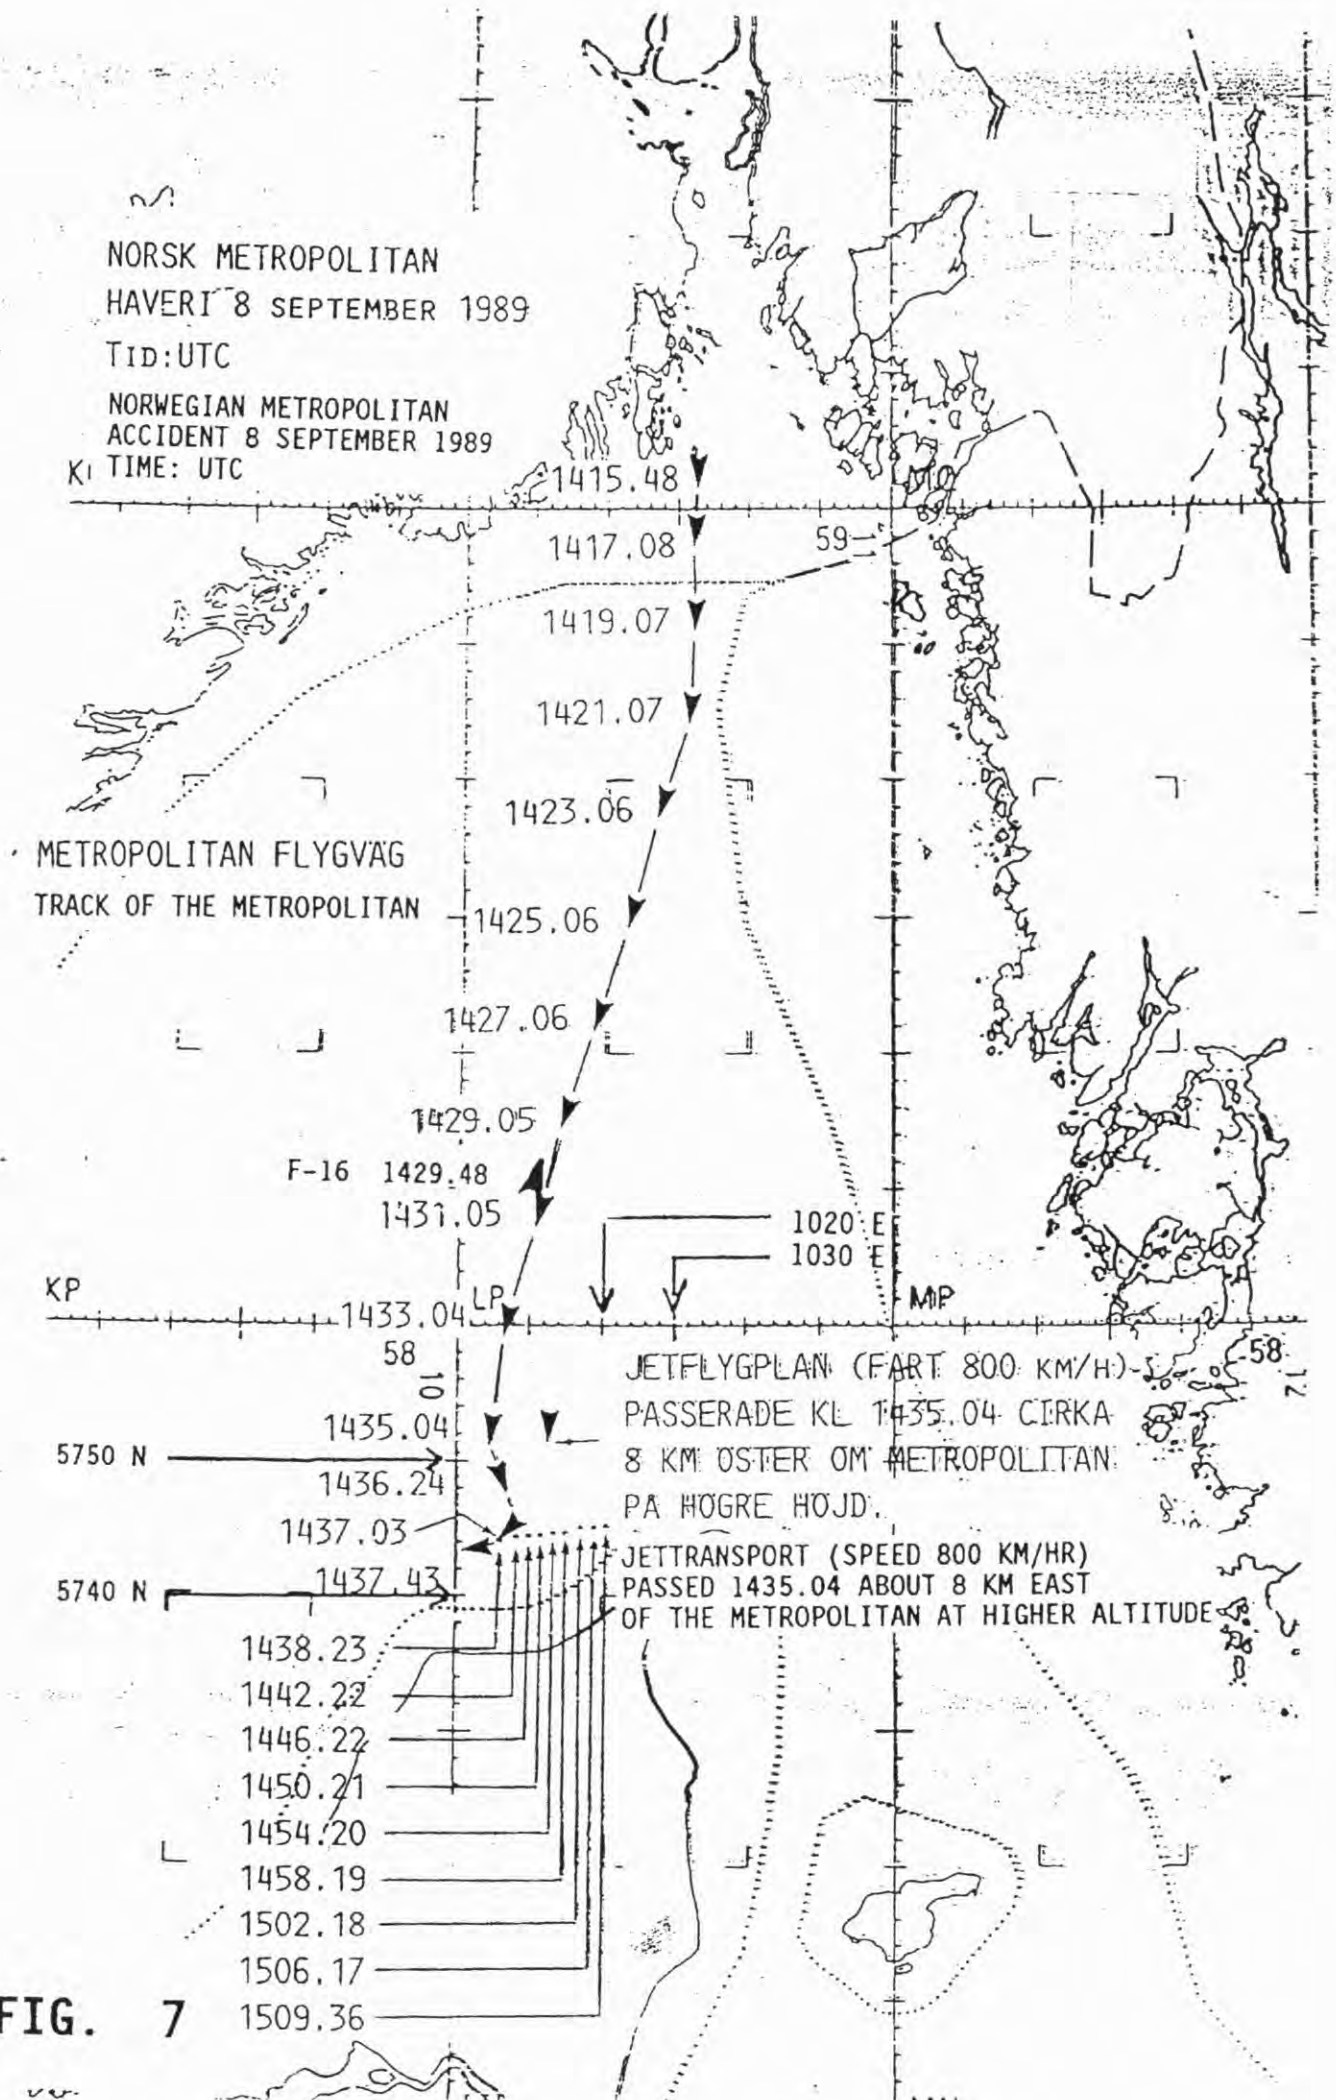 NORSK METROPOLITAN
HAVERI 8 SEPTEMBER 1989
TID:UTC
NORWEGIAN METROPOLITAN
ACCIDENT 8 SEPTEMBER 1989
TIME: UTC
1415.48
1417.08
59
1419.07
1421.07
1423.06
METROPOLITAN FLYGVÄG
TRACK OF THE METROPOLITAN
1425.06
1427.06
1429.05
F-16 1429.48
1431.05
1020 E
1030 E
KP
LP
MP
1433.04
58
10
58
12
JETFLYGPLAN (FART 800 KM/H)
PASSERADE KL 1435.04 CIRKA
8 KM ÖSTER OM METROPOLITAN
PÅ HÖGRE HÖJD.
1435.04
5750 N
1436.24
1437.03
JETTRANSPORT (SPEED 800 KM/HR)
PASSED 1435.04 ABOUT 8 KM EAST
OF THE METROPOLITAN AT HIGHER ALTITUDE
5740 N
1437.43
1438.23
1442.22
1446.22
1450.21
1454.20
1458.19
1502.18
1506.17
1509.36
FIG. 7